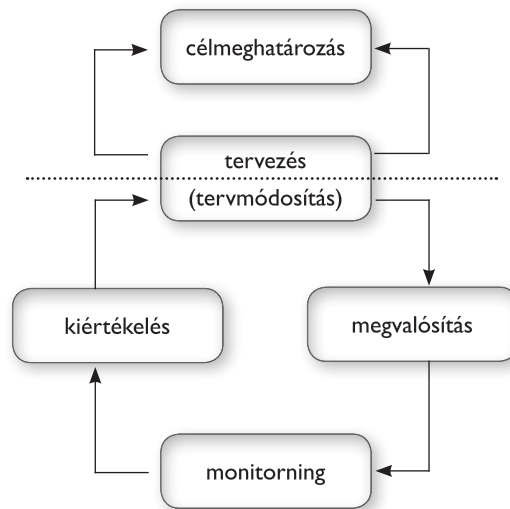 célmeghatározás
tervezés
(tervmódosítás)
kiértékelés
megvalósítás
monitorning